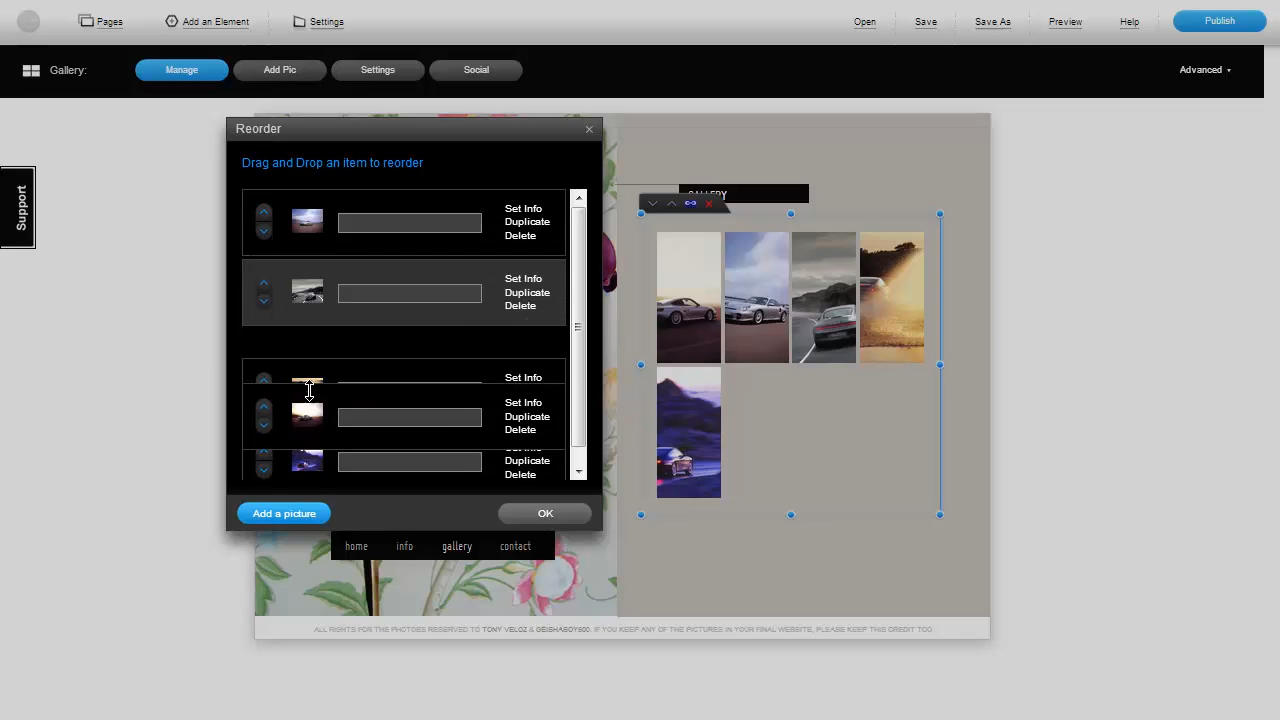 Pages
Add an Element
Settings
Open
Save
Save As
Preview
Help
Publish
Gallery:
Manage
Add Pic
Settings
Social
Advanced
Support
Reorder
Drag and Drop an item to reorder
Set Info
Duplicate
Delete
Set Info
Duplicate
Delete
Set Info
Set Info
Duplicate
Delete
Set Info
Duplicate
Delete
Add a picture
OK
GALLERY
home info gallery contact
ALL RIGHTS FOR THE PHOTOES RESERVED TO TONY VELOZ & GEISHABOY500. IF YOU KEEP ANY OF THE PICTURES IN YOUR FINAL WEBSITE, PLEASE KEEP THIS CREDIT TOO